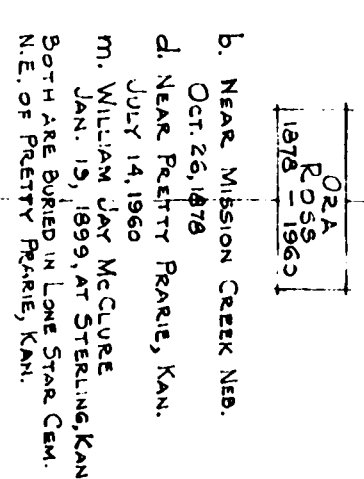 ORA
ROSS
1878 - 1960
b. NEAR MISSION CREEK NEB.
OCT. 26, 1878
d. NEAR PRETTY PRARIE, KAN.
JULY 14, 1960
m. WILLIAM JAY McCLURE
JAN. 15, 1899, AT STERLING, KAN
BOTH ARE BURIED IN LONE STAR CEM.
N.E. OF PRETTY PRARIE, KAN.